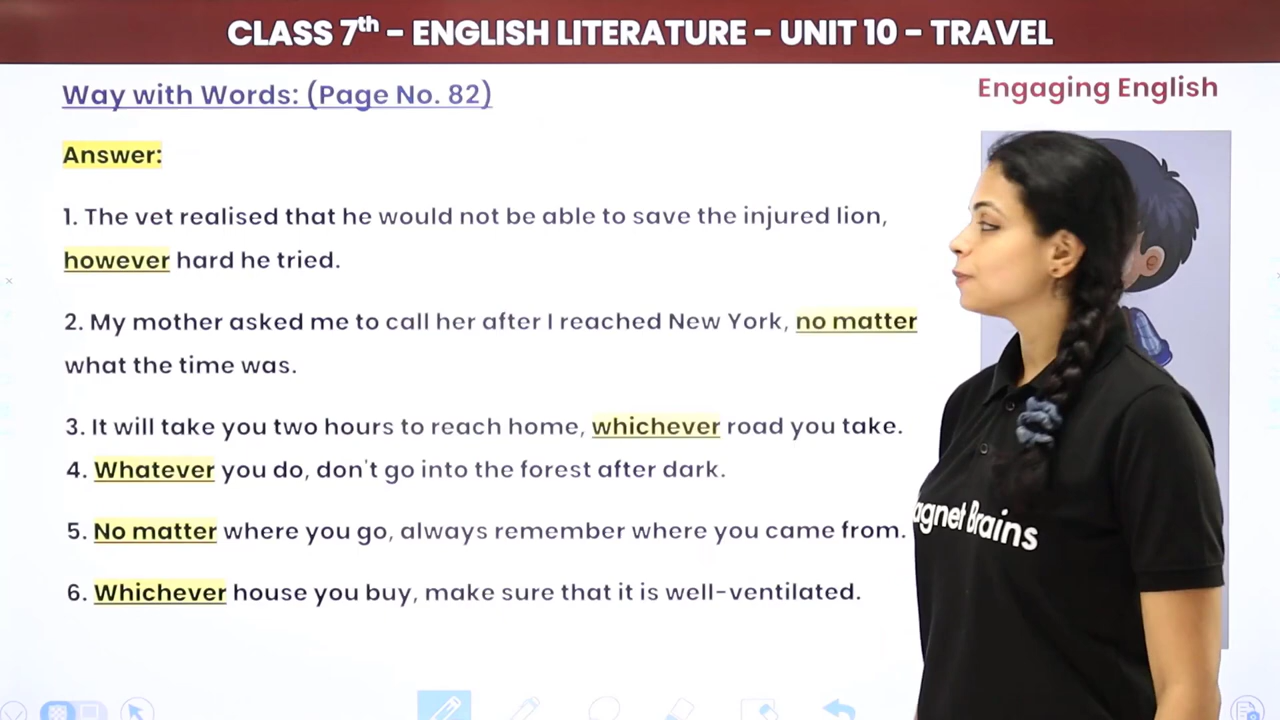 CLASS 7th – ENGLISH LITERATURE – UNIT 10 – TRAVEL
Way with Words: (Page No. 82)
Engaging English
Answer:
1. The vet realised that he would not be able to save the injured lion,
however hard he tried.
2. My mother asked me to call her after I reached New York, no matter
what the time was.
3. It will take you two hours to reach home, whichever road you take.
4. Whatever you do, don't go into the forest after dark.
5. No matter where you go, always remember where you came from.
6. Whichever house you buy, make sure that it is well-ventilated.
agnet Brains